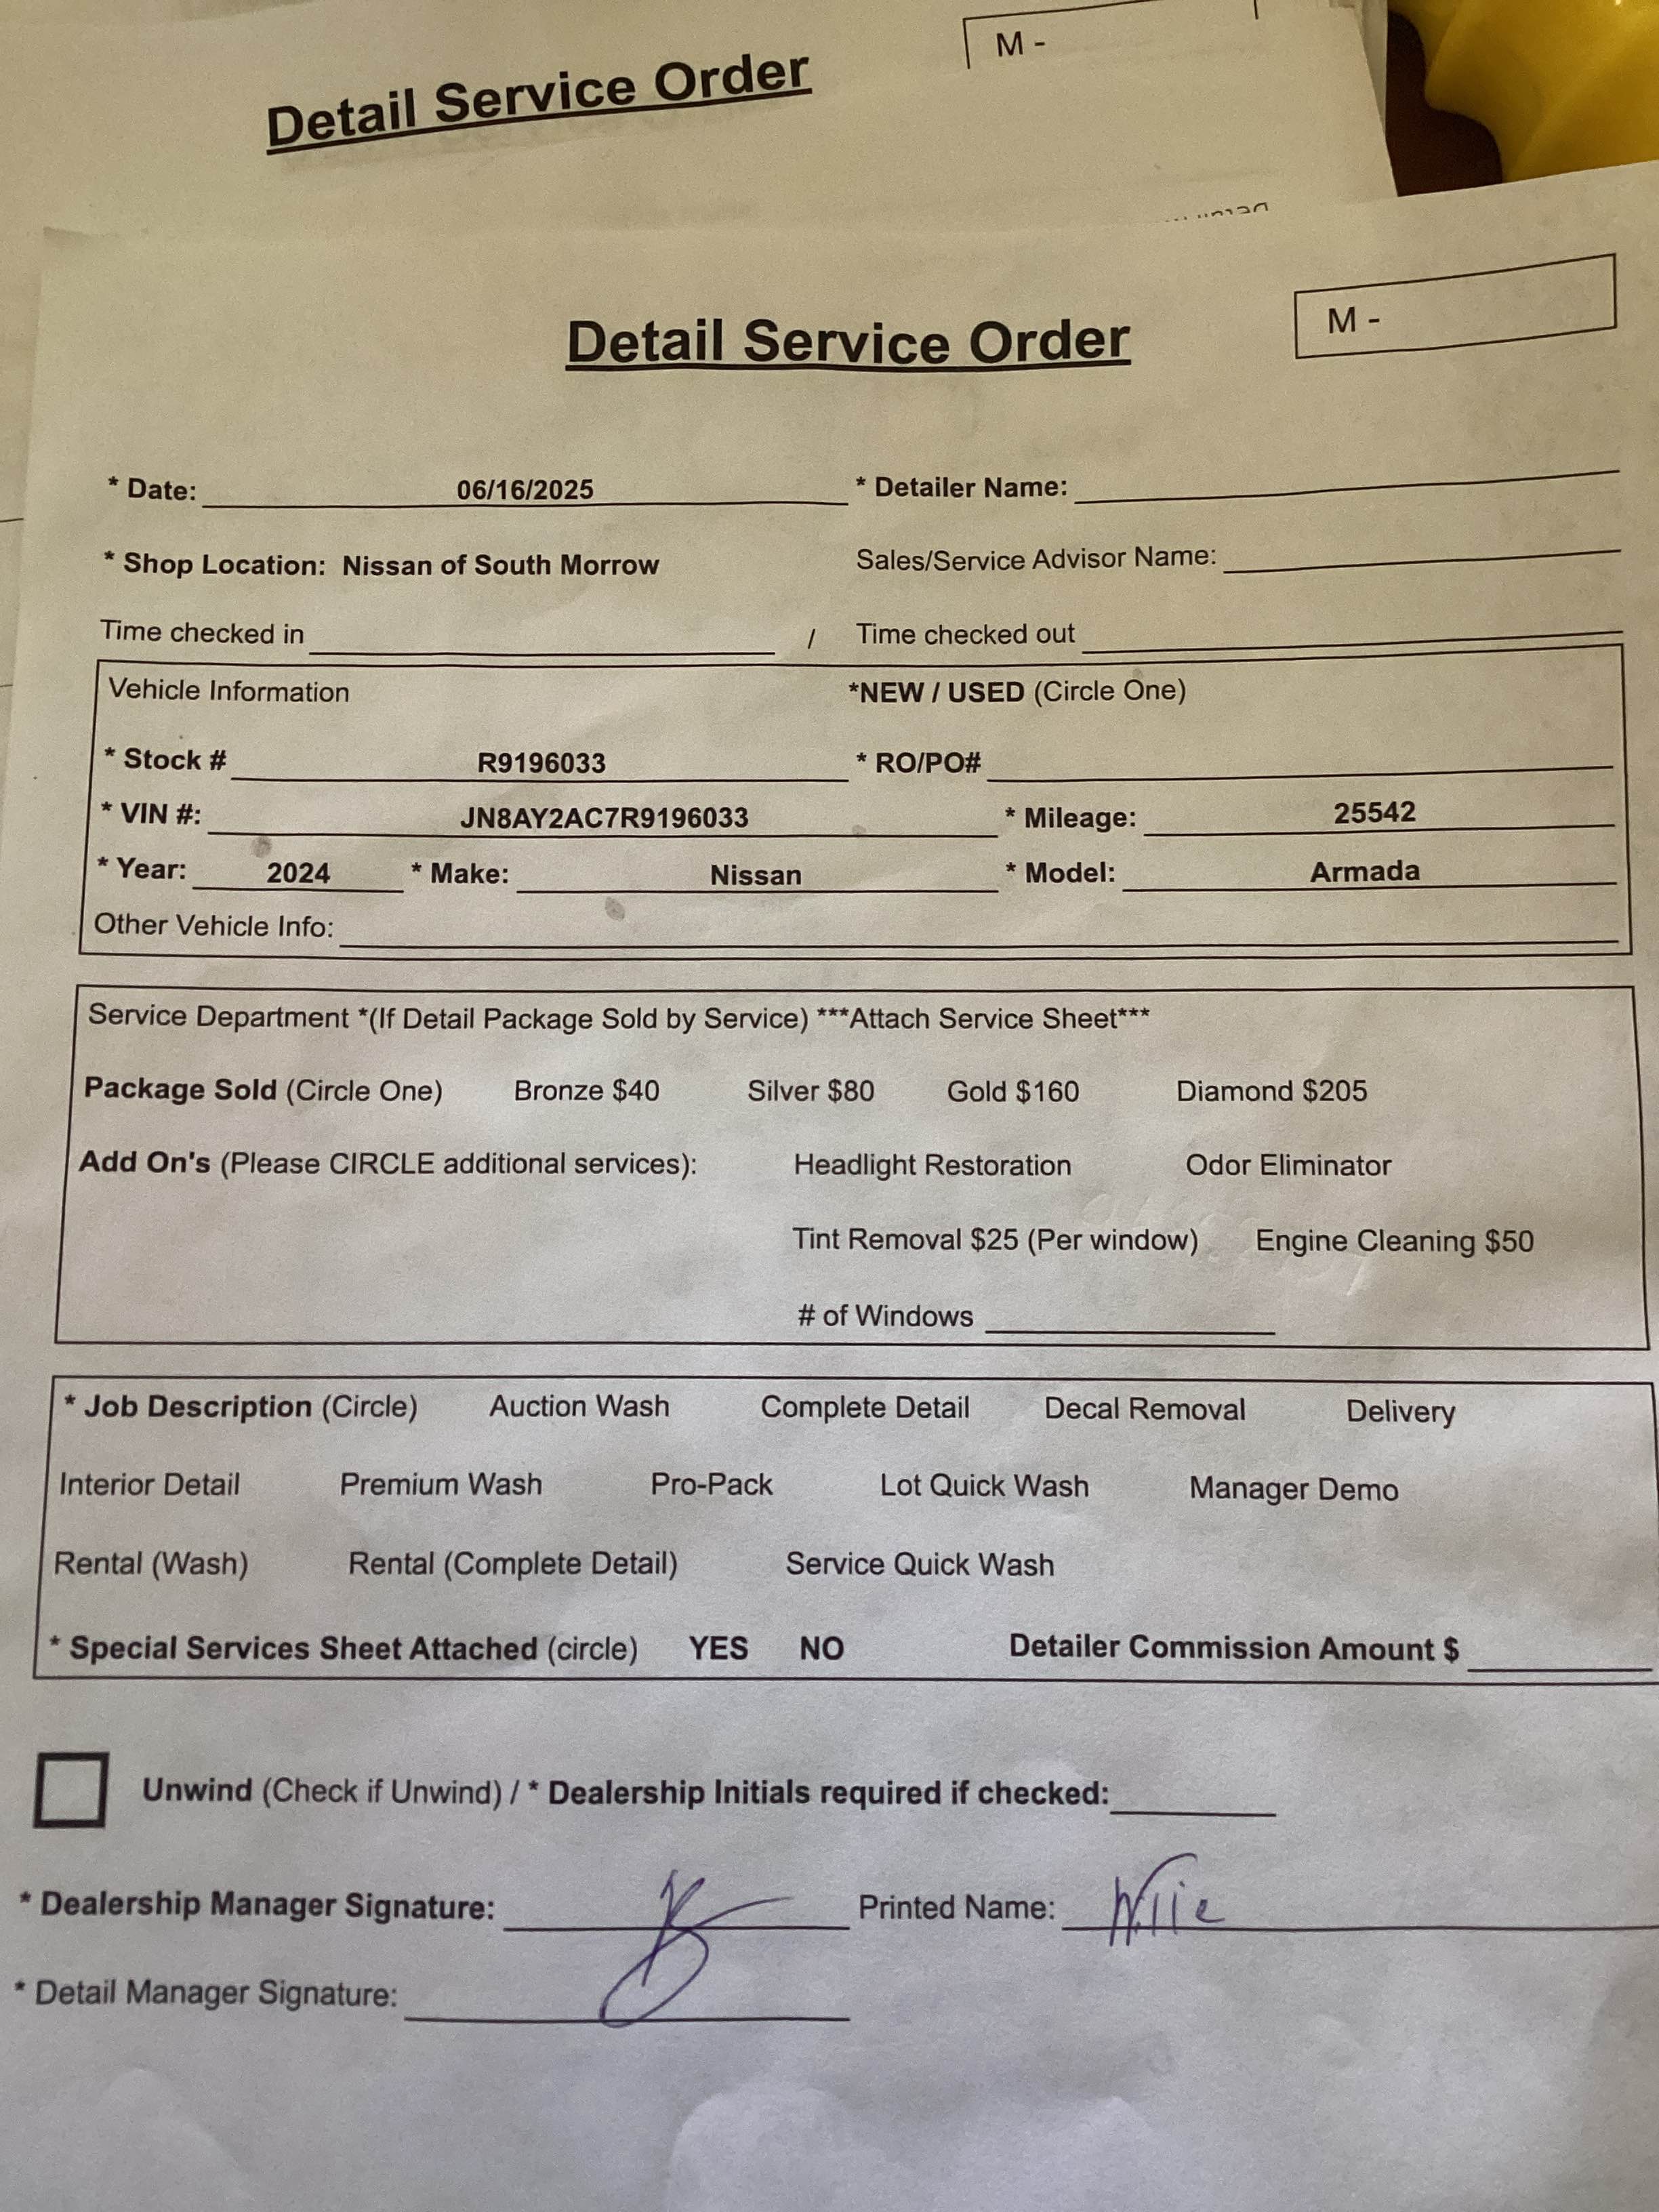 Detail Service Order
M -
Detail Service Order
M -
* Date: 06/16/2025 * Detailer Name:
* Shop Location: Nissan of South Morrow Sales/Service Advisor Name:
Time checked in / Time checked out
Vehicle Information *NEW / USED (Circle One)
* Stock # R9196033 * RO/PO#
* VIN #: JN8AY2AC7R9196033 * Mileage: 25542
* Year: 2024 * Make: Nissan * Model: Armada
Other Vehicle Info:
Service Department *(If Detail Package Sold by Service) ***Attach Service Sheet***
Package Sold (Circle One) Bronze $40 Silver $80 Gold $160 Diamond $205
Add On's (Please CIRCLE additional services): Headlight Restoration Odor Eliminator
Tint Removal $25 (Per window) Engine Cleaning $50
# of Windows
* Job Description (Circle) Auction Wash Complete Detail Decal Removal Delivery
Interior Detail Premium Wash Pro-Pack Lot Quick Wash Manager Demo
Rental (Wash) Rental (Complete Detail) Service Quick Wash
* Special Services Sheet Attached (circle) YES NO Detailer Commission Amount $
Unwind (Check if Unwind) / * Dealership Initials required if checked:
* Dealership Manager Signature: Printed Name:
* Detail Manager Signature: